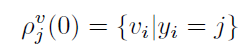 ρ_j^v(0) = {v_i|y_i = j}